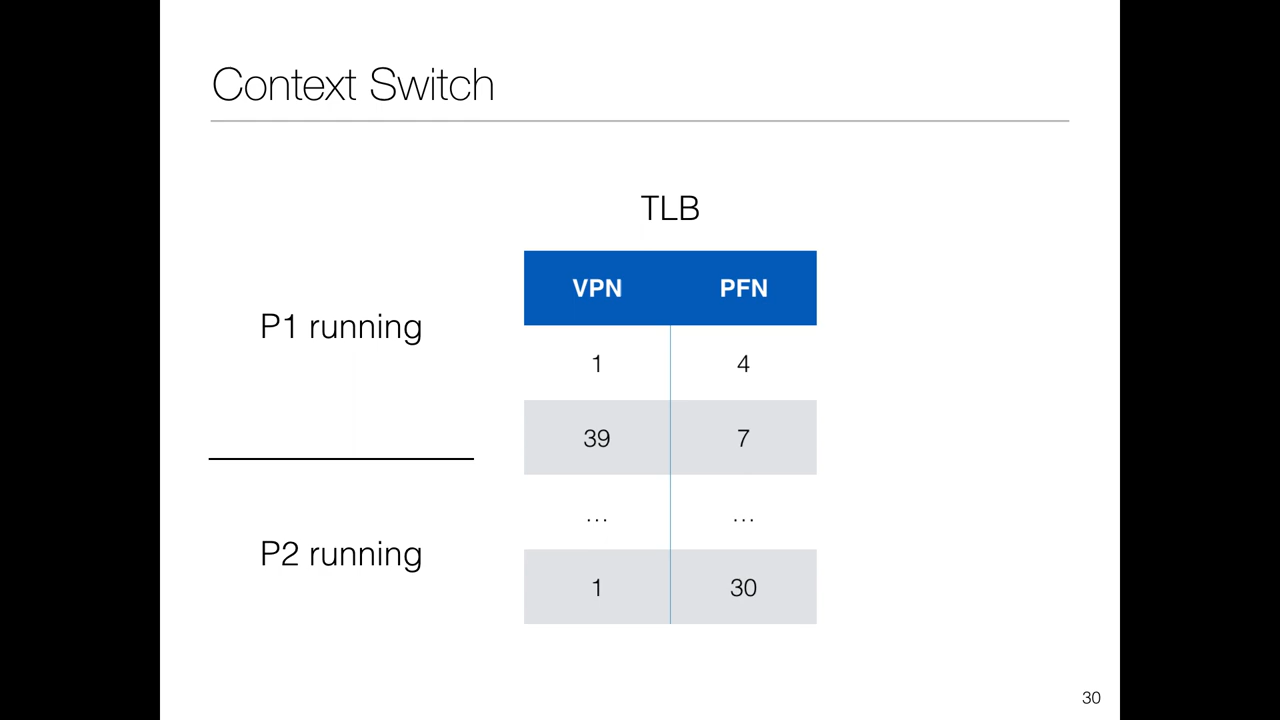 Context Switch
TLB
VPN PFN
P1 running
1 4
39 7
... ...
P2 running
1 30
30